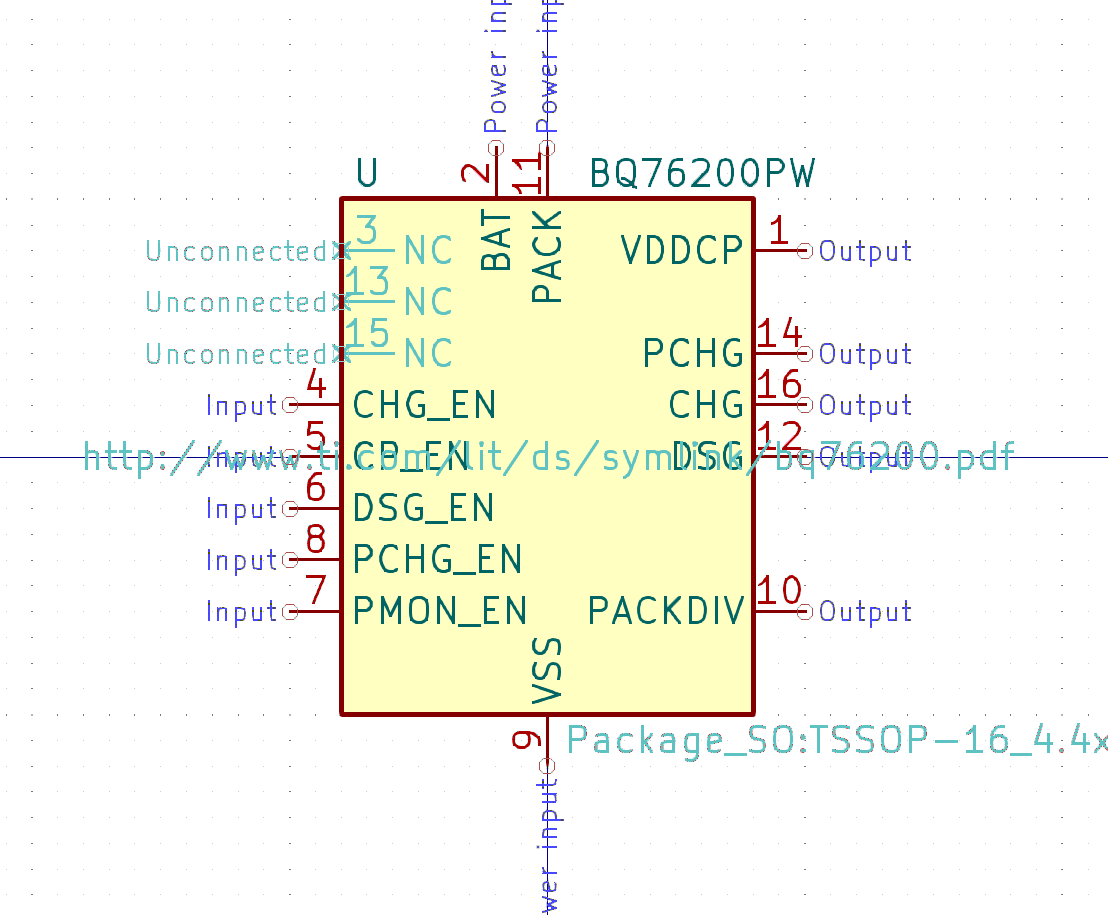 Power inp
Power inp
U
2
11
BQ76200PW
BAT
PACK
Unconnected
3
NC
VDDCP
1
Output
Unconnected
13
NC
Unconnected
15
NC
PCHG
14
Output
Input
4
CHG_EN
CHG
16
Output
Input
5
CP_EN
DSG
12
Output
http://www.ti.com/lit/ds/symlink/bq76200.pdf
Input
6
DSG_EN
Input
8
PCHG_EN
Input
7
PMON_EN
PACKDIV
10
Output
VSS
9
Package_SO:TSSOP-16_4.4x
wer input